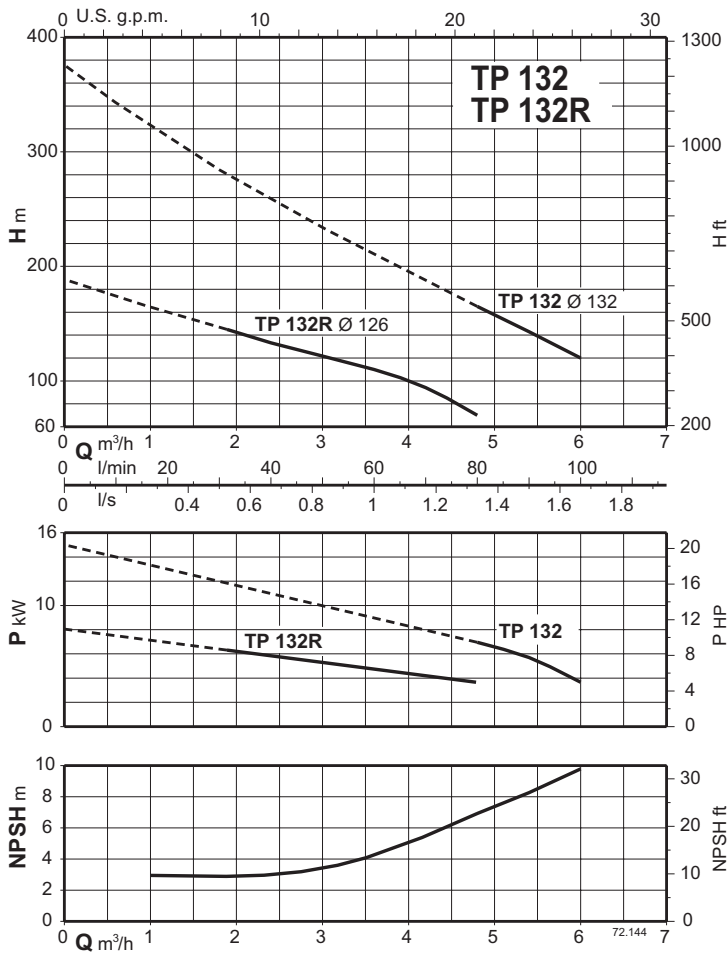 0 U.S. g.p.m. 10 20 30
400 1300
TP 132
TP 132R
300 1000
H m H ft
200
TP 132 Ø 132
TP 132R Ø 126 500
100
60 200
0 Q m³/h 1 2 3 4 5 6 7
0 l/min 20 40 60 80 100
0 l/s 0.4 0.6 0.8 1 1.2 1.4 1.6 1.8
16 20
16
P kW 10 12 P HP
TP 132R TP 132
8
4
0 0
10 30
8
NPSH m 6 20 NPSH ft
4 10
2
0 0
0 Q m³/h 1 2 3 4 5 6 72.144 7